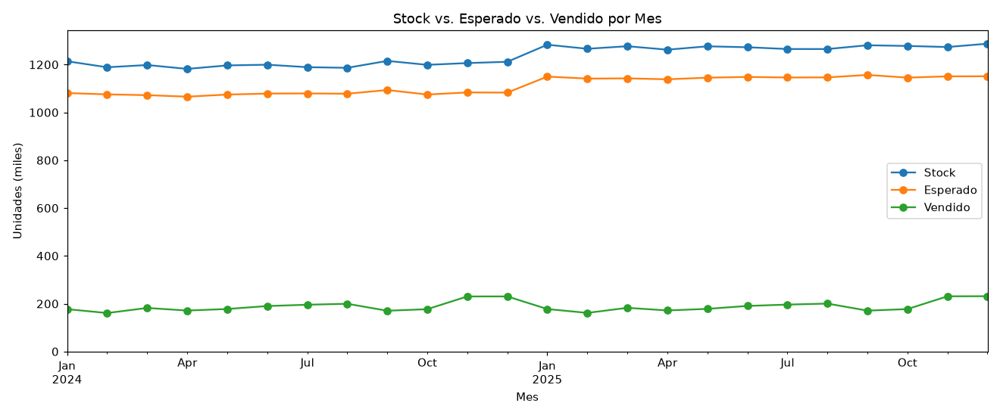 Stock vs. Esperado vs. Vendido por Mes
Unidades (miles)
1200
1000
800
600
400
200
0
Stock
Esperado
Vendido
Jan
2024
Apr
Jul
Oct
Jan
2025
Apr
Jul
Oct
Mes